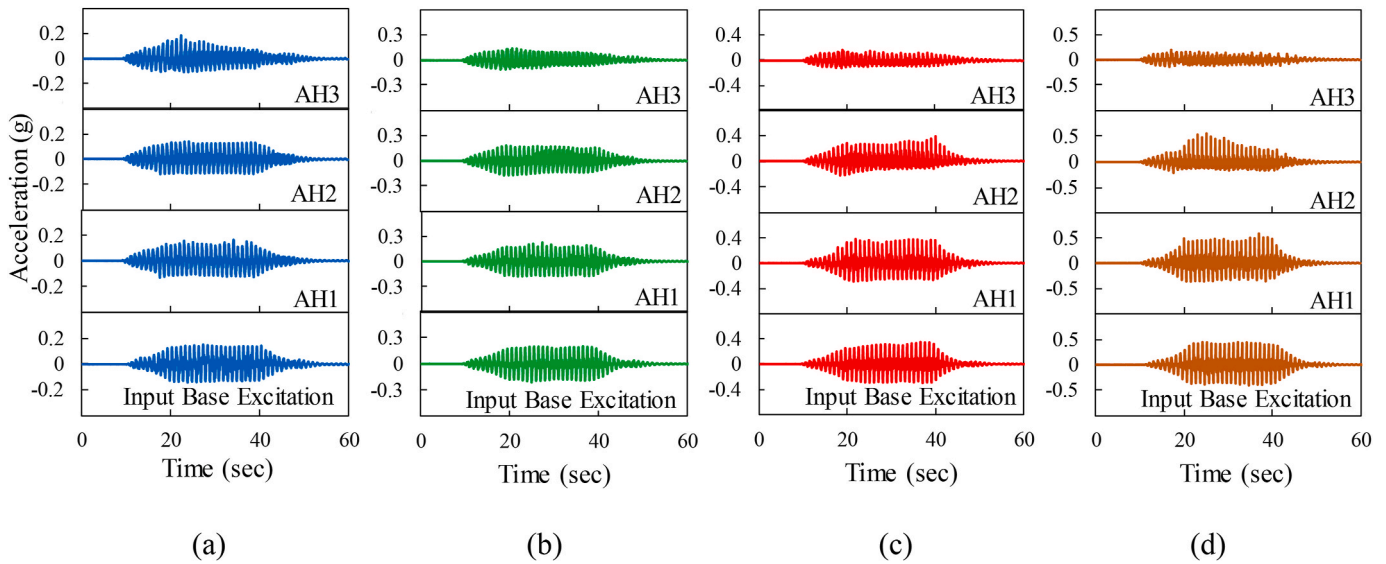 Acceleration (g)
0.2
0
-0.2
AH3
0.2
0
-0.2
AH2
0.2
0
-0.2
AH1
0.2
0
-0.2
Input Base Excitation
0 20 40 60
Time (sec)
(a)
0.3
0
-0.3
AH3
0.3
0
-0.3
AH2
0.3
0
-0.3
AH1
0.3
0
-0.3
Input Base Excitation
0 20 40 60
Time (sec)
(b)
0.4
0
-0.4
AH3
0.4
0
-0.4
AH2
0.4
0
-0.4
AH1
0.4
0
-0.4
Input Base Excitation
0 20 40 60
Time (sec)
(c)
0.5
0
-0.5
AH3
0.5
0
-0.5
AH2
0.5
0
-0.5
AH1
0.5
0
-0.5
Input Base Excitation
0 20 40 60
Time (sec)
(d)